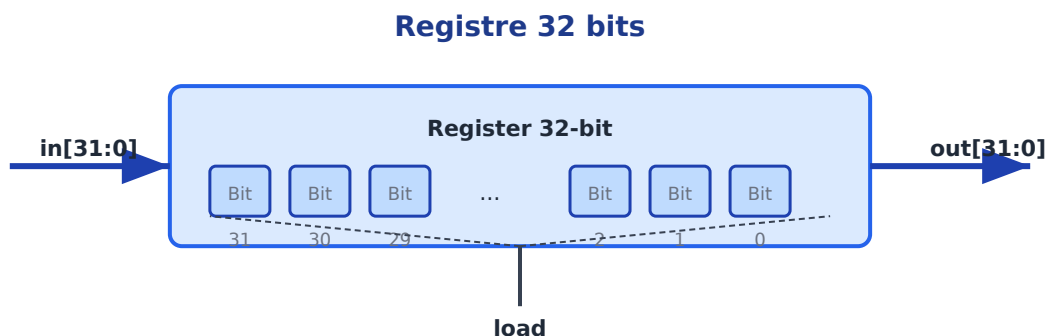 Registre 32 bits
Register 32-bit
in[31:0]
out[31:0]
Bit Bit Bit ... Bit Bit Bit
31 30 29 2 1 0
load